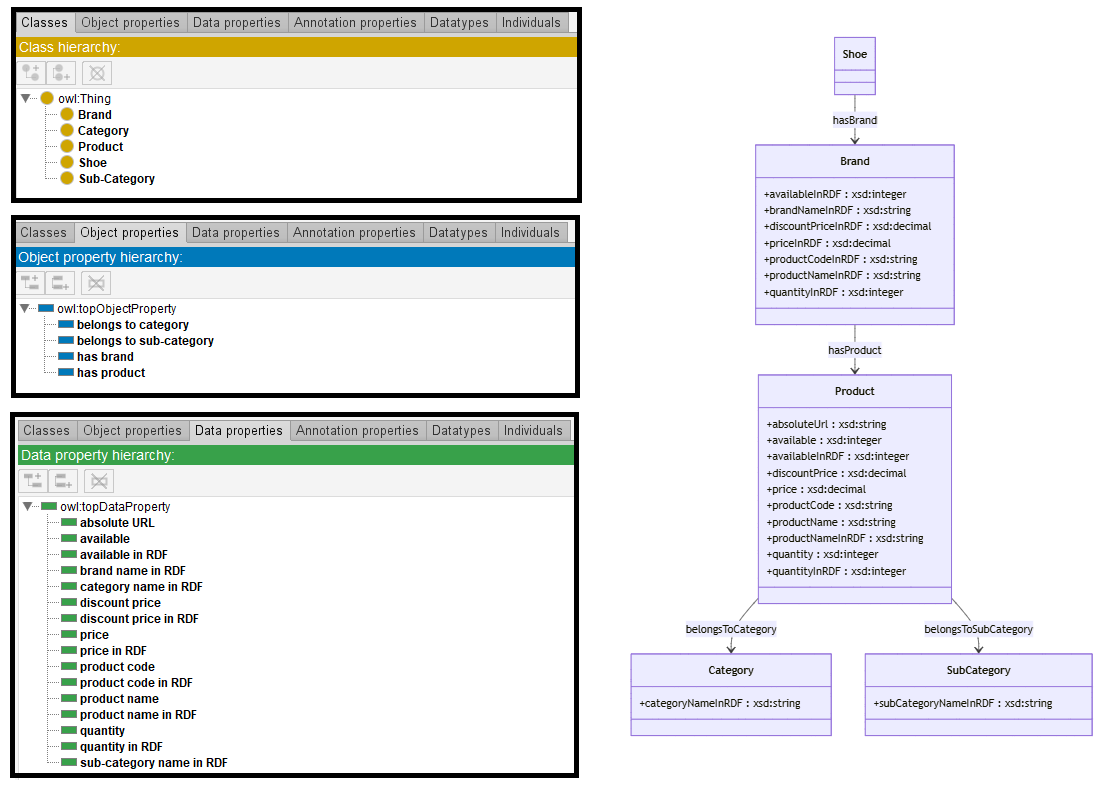 Classes Object properties Data properties Annotation properties Datatypes Individuals
Class hierarchy:
owl:Thing
Brand
Category
Product
Shoe
Sub-Category
Classes Object properties Data properties Annotation properties Datatypes Individuals
Object property hierarchy:
owl:topObjectProperty
belongs to category
belongs to sub-category
has brand
has product
Classes Object properties Data properties Annotation properties Datatypes Individuals
Data property hierarchy:
owl:topDataProperty
absolute URL
available
available in RDF
brand name in RDF
category name in RDF
discount price
discount price in RDF
price
price in RDF
product code
product code in RDF
product name
product name in RDF
quantity
quantity in RDF
sub-category name in RDF
Shoe
hasBrand
Brand
+availableInRDF : xsd:integer
+brandNameInRDF : xsd:string
+discountPriceInRDF : xsd:decimal
+priceInRDF : xsd:decimal
+productCodeInRDF : xsd:string
+productNameInRDF : xsd:string
+quantityInRDF : xsd:integer
hasProduct
Product
+absoluteUrl : xsd:string
+available : xsd:integer
+availableInRDF : xsd:integer
+discountPrice : xsd:decimal
+price : xsd:decimal
+productCode : xsd:string
+productName : xsd:string
+productNameInRDF : xsd:string
+quantity : xsd:integer
+quantityInRDF : xsd:integer
belongsToCategory
belongsToSubCategory
Category
+categoryNameInRDF : xsd:string
SubCategory
+subCategoryNameInRDF : xsd:string